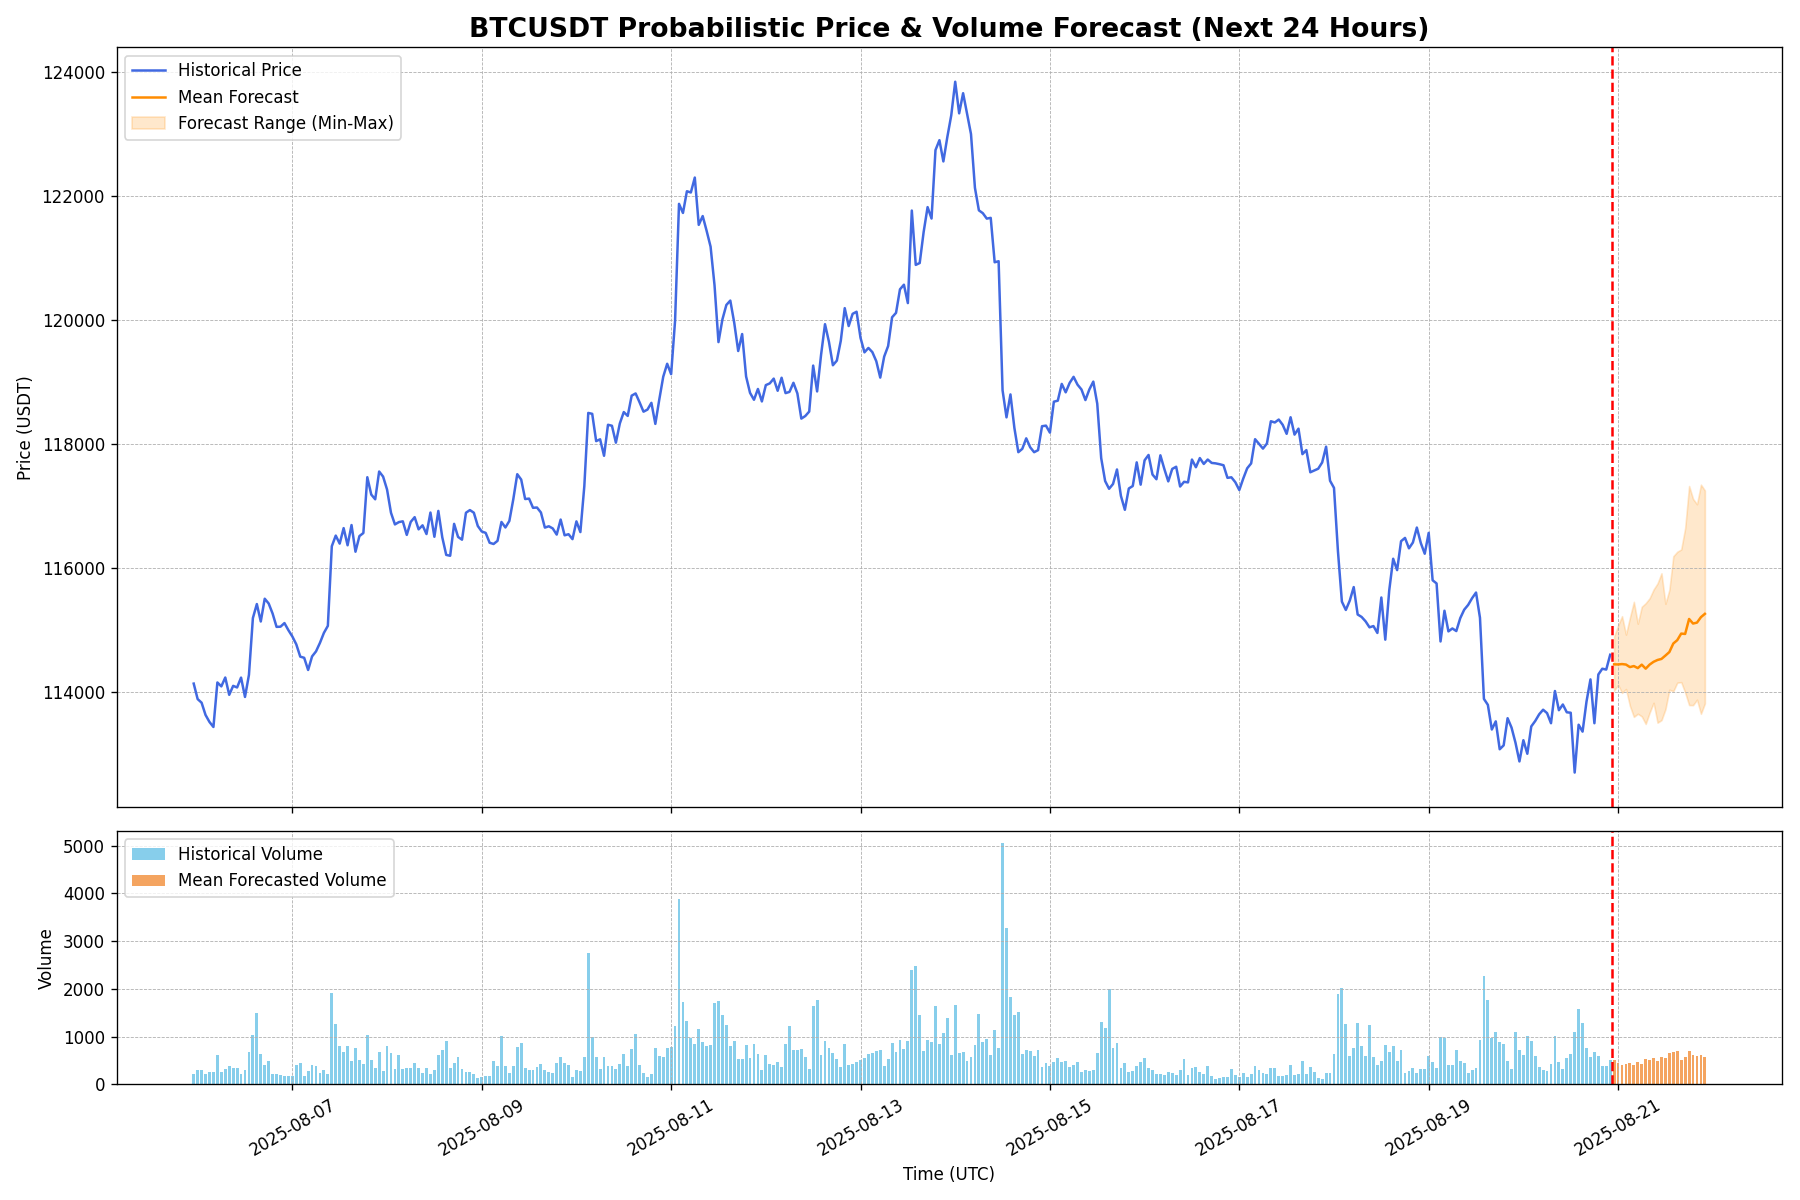 BTCUSDT Probabilistic Price & Volume Forecast (Next 24 Hours)
Historical Price
Mean Forecast
Forecast Range (Min-Max)
124000
122000
120000
118000
116000
114000
Price (USDT)
Historical Volume
Mean Forecasted Volume
5000
4000
3000
2000
1000
0
Volume
2025-08-07
2025-08-09
2025-08-11
2025-08-13
2025-08-15
2025-08-17
2025-08-19
2025-08-21
Time (UTC)